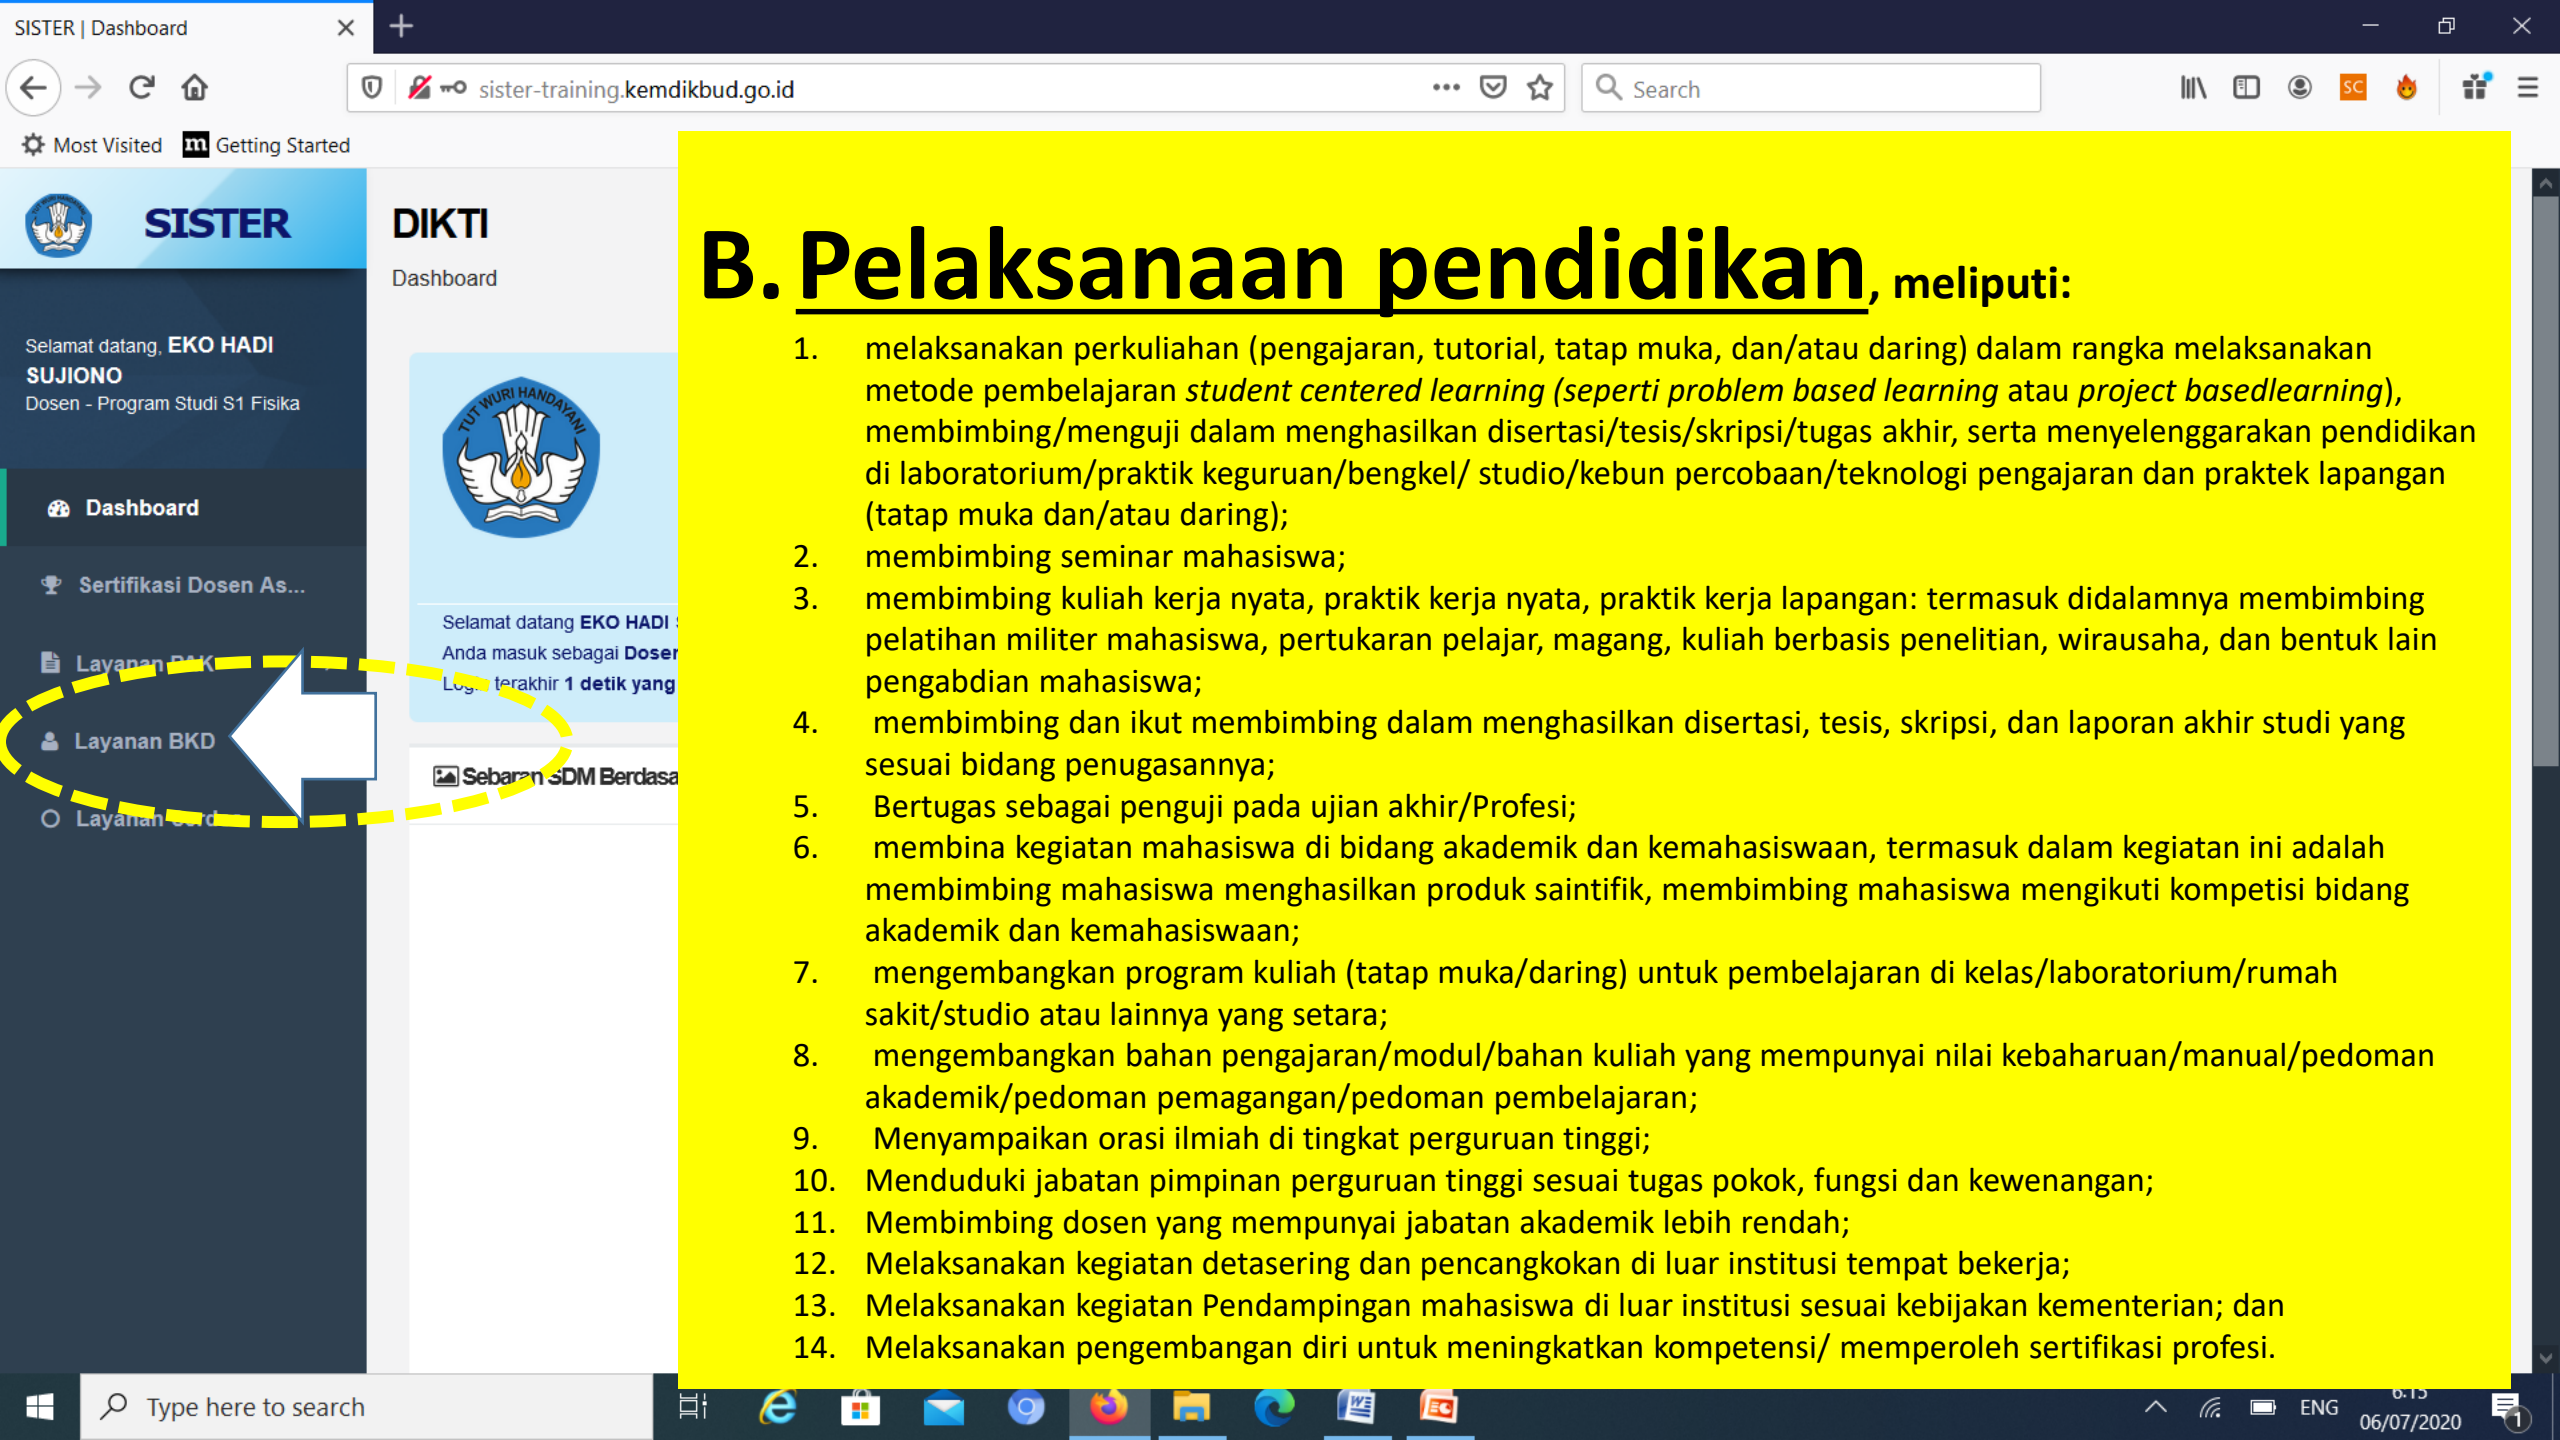 SISTER | Dashboard
sister-training.kemdikbud.go.id
Search
SC
Most Visited
m Getting Started
SISTER
DIKTI
Dashboard
Selamat datang, EKO HADI
SUJIONO
Dosen - Program Studi S1 Fisika
Dashboard
Sertifikasi Dosen As...
Layanan PAK
Layanan BKD
Layanan
TUT WURI HANDAYANI
Selamat datang EKO HADI
Anda masuk sebagai Dosen
Login terakhir 1 detik yang
Sebaran SDM Berdasa
B. Pelaksanaan pendidikan, meliputi:
1. melaksanakan perkuliahan (pengajaran, tutorial, tatap muka, dan/atau daring) dalam rangka melaksanakan
metode pembelajaran student centered learning (seperti problem based learning atau project basedlearning),
membimbing/menguji dalam menghasilkan disertasi/tesis/skripsi/tugas akhir, serta menyelenggarakan pendidikan
di laboratorium/praktik keguruan/bengkel/ studio/kebun percobaan/teknologi pengajaran dan praktek lapangan
(tatap muka dan/atau daring);
2. membimbing seminar mahasiswa;
3. membimbing kuliah kerja nyata, praktik kerja nyata, praktik kerja lapangan: termasuk didalamnya membimbing
pelatihan militer mahasiswa, pertukaran pelajar, magang, kuliah berbasis penelitian, wirausaha, dan bentuk lain
pengabdian mahasiswa;
4. membimbing dan ikut membimbing dalam menghasilkan disertasi, tesis, skripsi, dan laporan akhir studi yang
sesuai bidang penugasannya;
5. Bertugas sebagai penguji pada ujian akhir/Profesi;
6. membina kegiatan mahasiswa di bidang akademik dan kemahasiswaan, termasuk dalam kegiatan ini adalah
membimbing mahasiswa menghasilkan produk saintifik, membimbing mahasiswa mengikuti kompetisi bidang
akademik dan kemahasiswaan;
7. mengembangkan program kuliah (tatap muka/daring) untuk pembelajaran di kelas/laboratorium/rumah
sakit/studio atau lainnya yang setara;
8. mengembangkan bahan pengajaran/modul/bahan kuliah yang mempunyai nilai kebaharuan/manual/pedoman
akademik/pedoman pemagangan/pedoman pembelajaran;
9. Menyampaikan orasi ilmiah di tingkat perguruan tinggi;
10. Menduduki jabatan pimpinan perguruan tinggi sesuai tugas pokok, fungsi dan kewenangan;
11. Membimbing dosen yang mempunyai jabatan akademik lebih rendah;
12. Melaksanakan kegiatan detasering dan pencangkokan di luar institusi tempat bekerja;
13. Melaksanakan kegiatan Pendampingan mahasiswa di luar institusi sesuai kebijakan kementerian; dan
14. Melaksanakan pengembangan diri untuk meningkatkan kompetensi/ memperoleh sertifikasi profesi.
Type here to search
ENG
6:15
06/07/2020
1